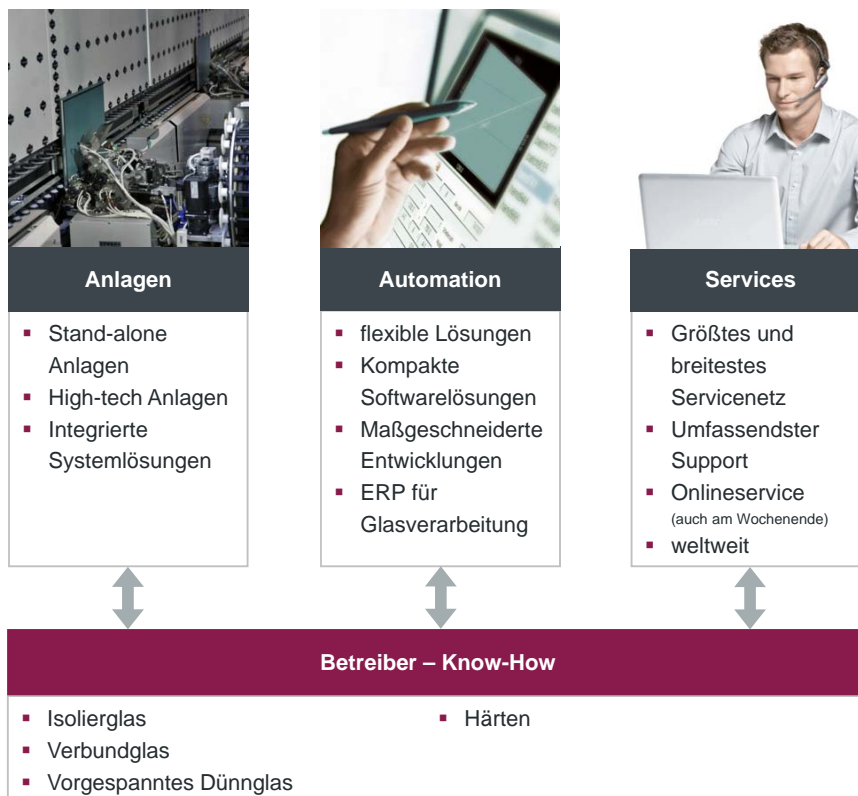 Anlagen
Stand-alone
Anlagen
High-tech Anlagen
Integrierte
Systemlösungen
Automation
flexible Lösungen
Kompakte
Softwarelösungen
Maßgeschneiderte
Entwicklungen
ERP für
Glasverarbeitung
Services
Größtes und
breitestes
Servicenetz
Umfassendster
Support
Onlineservice
(auch am Wochenende)
weltweit
Betreiber – Know-How
Isolierglas
Verbundglas
Vorgespanntes Dünnglas
Härten